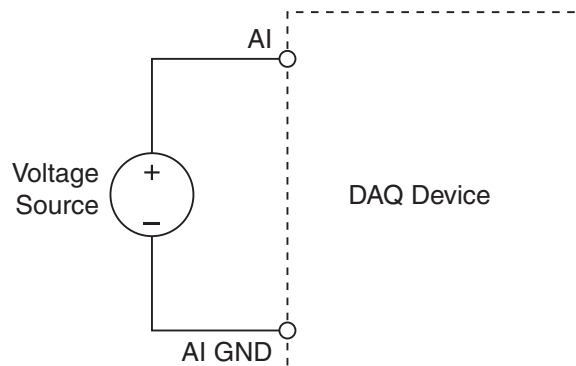 AI
+
Voltage
Source
–
DAQ Device
AI GND